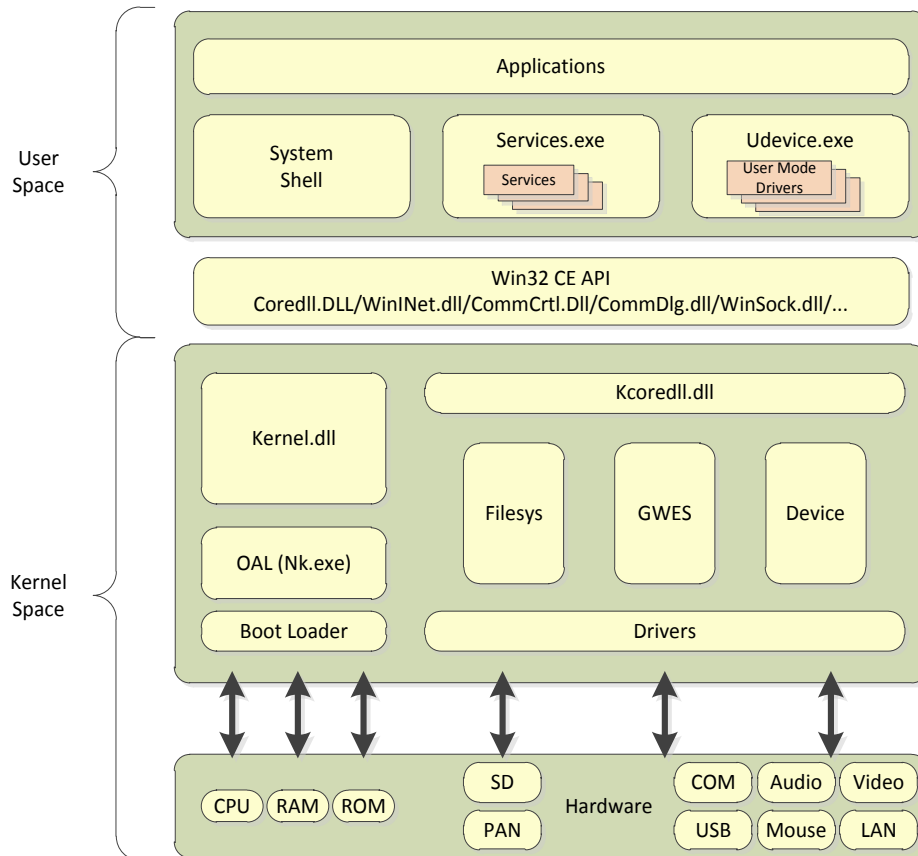 Applications
User
Space
System
Shell
Services.exe
Services
Udevice.exe
User Mode
Drivers
Win32 CE API
Coredll.DLL/WinINet.dll/CommCrtl.Dll/CommDlg.dll/WinSock.dll/...
Kernel
Space
Kernel.dll
Kcoredll.dll
Filesys
GWES
Device
OAL (Nk.exe)
Boot Loader
Drivers
CPU
RAM
ROM
SD
PAN
Hardware
COM
Audio
Video
USB
Mouse
LAN